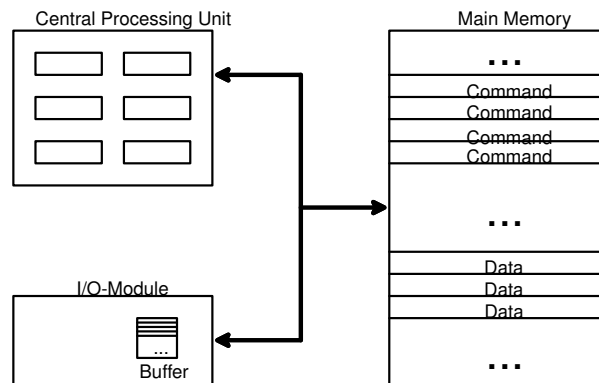 Central Processing Unit
Main Memory
...
Command
Command
Command
Command
...
Data
Data
Data
...
I/O-Module
...
Buffer